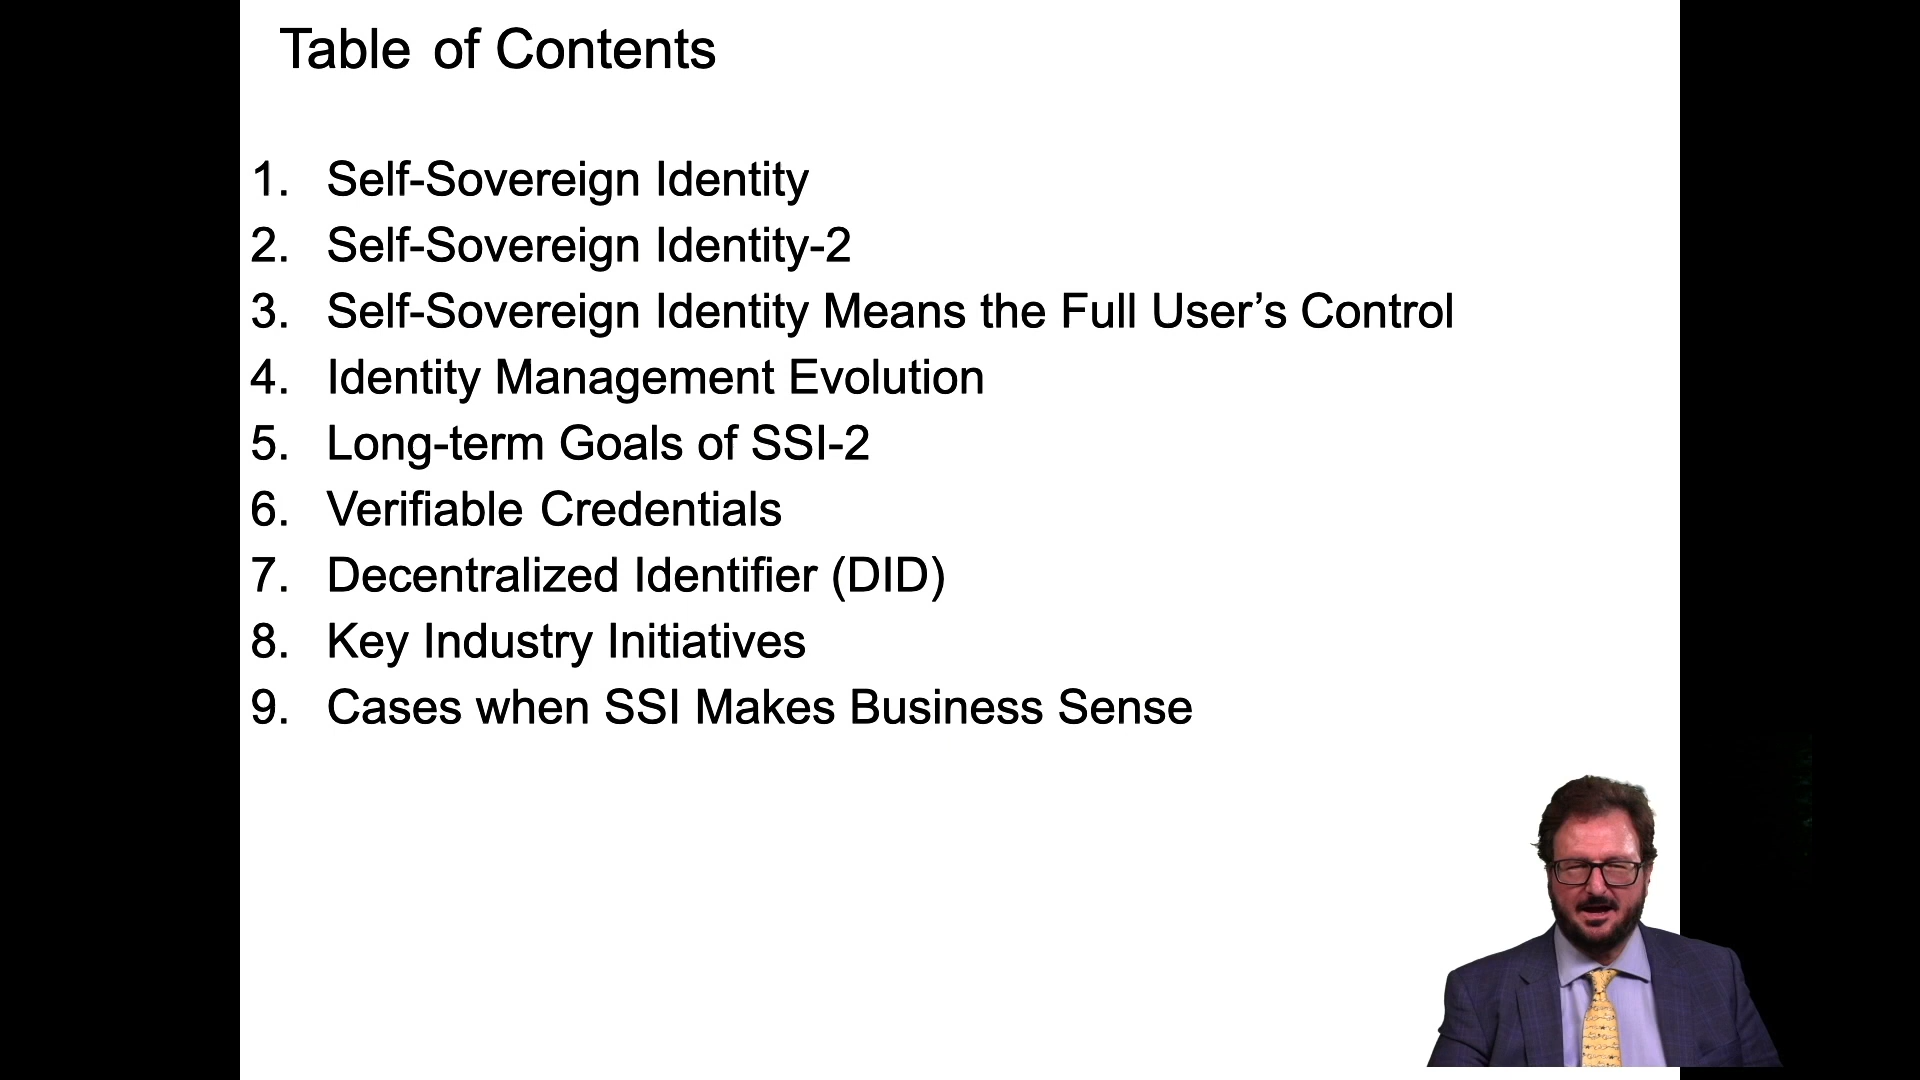 Table of Contents
1. Self-Sovereign Identity
2. Self-Sovereign Identity-2
3. Self-Sovereign Identity Means the Full User’s Control
4. Identity Management Evolution
5. Long-term Goals of SSI-2
6. Verifiable Credentials
7. Decentralized Identifier (DID)
8. Key Industry Initiatives
9. Cases when SSI Makes Business Sense